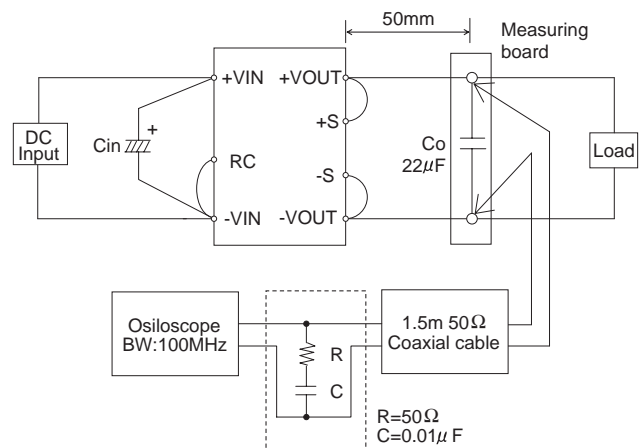 50mm
Measuring
board
+VIN
+VOUT
+S
DC
Input
Cin
+
RC
Co
22μF
Load
-S
-VIN
-VOUT
Osiloscope
BW:100MHz
R
C
1.5m 50Ω
Coaxial cable
R=50Ω
C=0.01μF